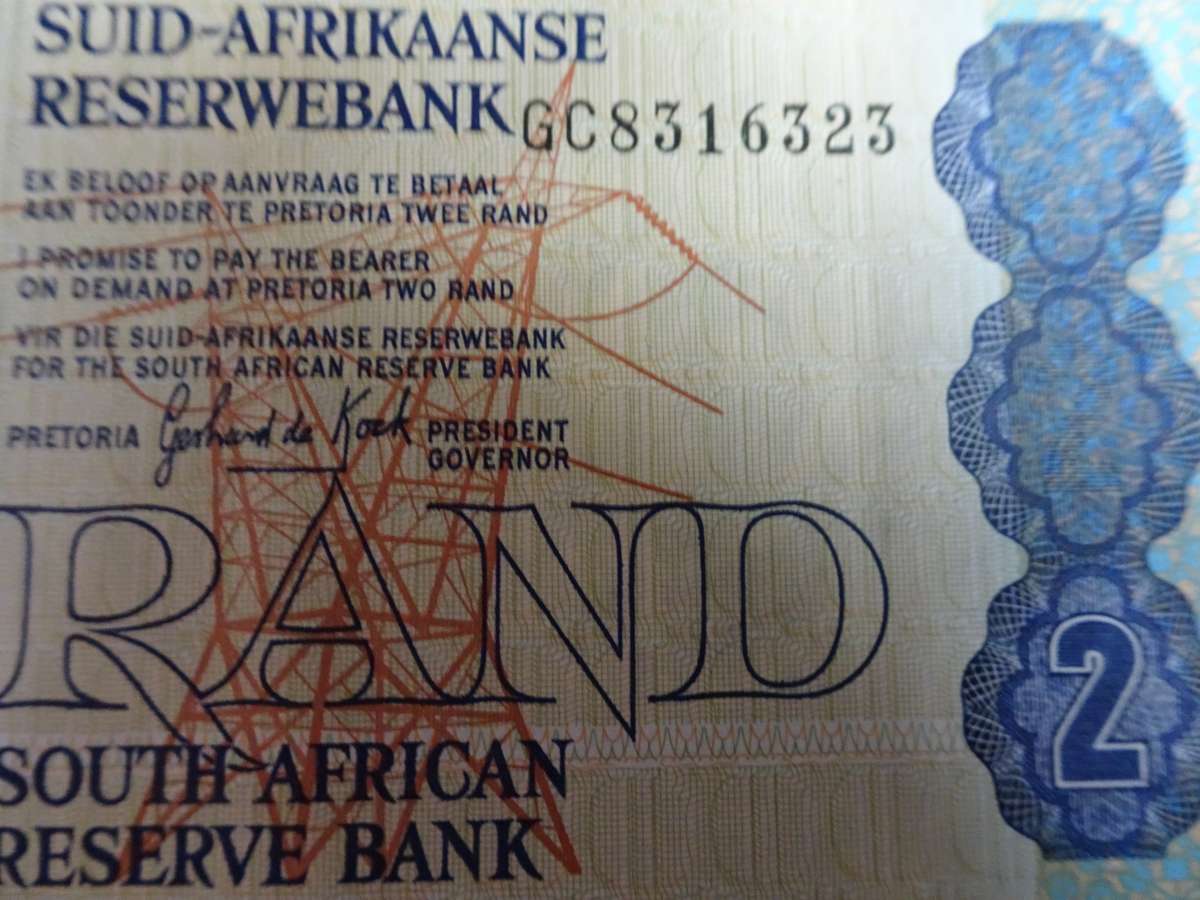 SUID-AFRIKAANSE
RESERWEBANK
GC8316323
EK BELOOF OP AANVRAAG TE BETAAL
AAN TOONDER TE PRETORIA TWEE RAND
I PROMISE TO PAY THE BEARER
ON DEMAND AT PRETORIA TWO RAND
VIR DIE SUID-AFRIKAANSE RESERWEBANK
FOR THE SOUTH AFRICAN RESERVE BANK
PRETORIA Gerhard de Kock PRESIDENT
GOVERNOR
RAND
2
SOUTH AFRICAN
RESERVE BANK